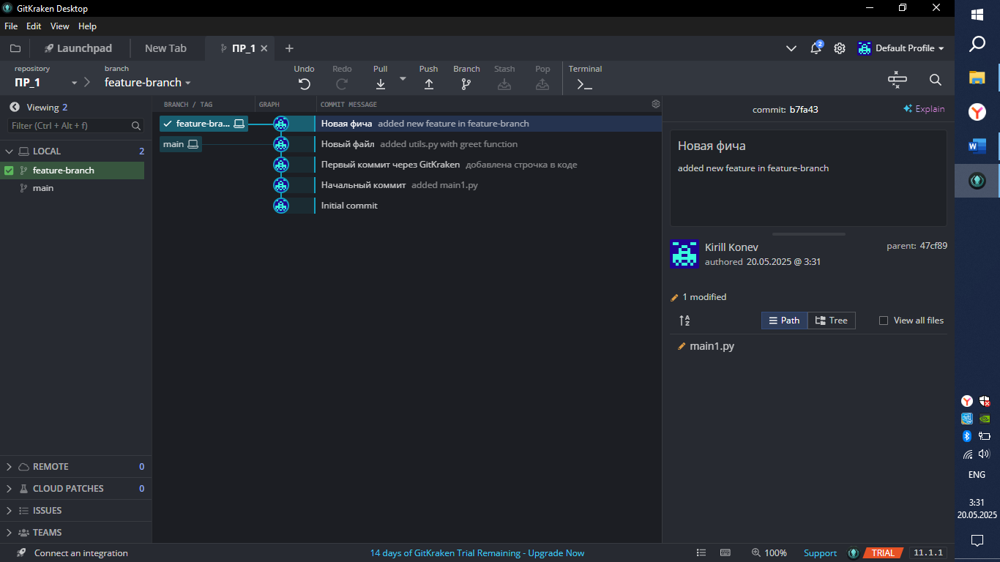 GitKraken Desktop
File Edit View Help
Launchpad New Tab ПР_1 2 Default Profile
repository branch
ПР_1 feature-branch
Undo Redo Pull Push Branch Stash Pop Terminal
Viewing 2
Filter (Ctrl + Alt + f)
LOCAL 2
feature-branch
main
REMOTE 0
CLOUD PATCHES 0
ISSUES
TEAMS
BRANCH / TAG GRAPH COMMIT MESSAGE
feature-bra... Новая фича added new feature in feature-branch
main Новый файл added utils.py with greet function
Первый коммит через GitKraken добавлена строчка в коде
Начальный коммит added main1.py
Initial commit
commit: b7fa43 Explain
Новая фича
added new feature in feature-branch
Kirill Konev parent: 47cf89
authored 20.05.2025 @ 3:31
1 modified
Path Tree View all files
main1.py
Connect an integration 14 days of GitKraken Trial Remaining - Upgrade Now 100% Support TRIAL 11.1.1
ENG
3:31
20.05.2025